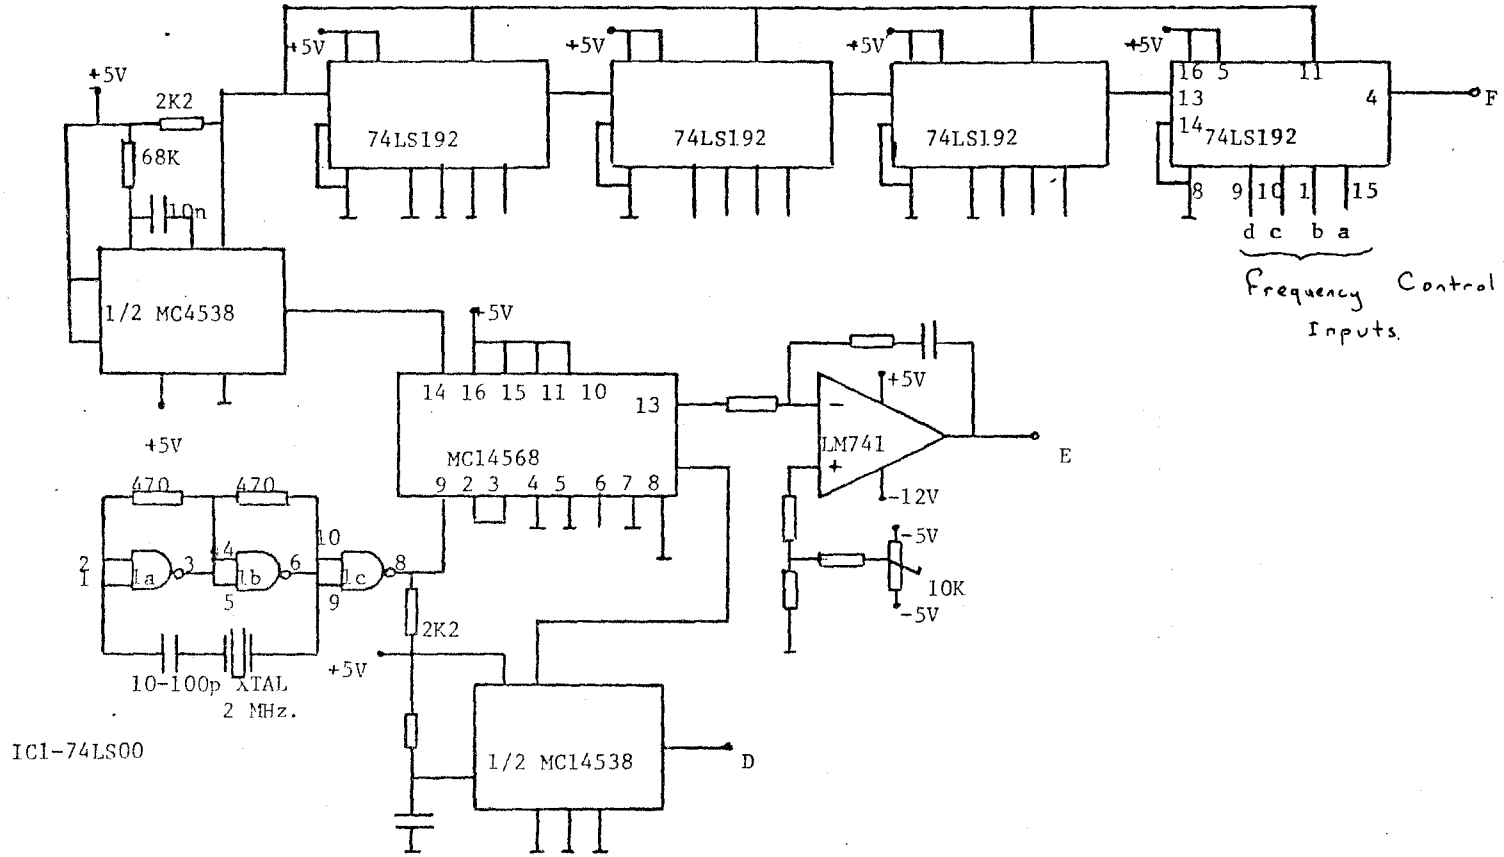 +5V
+5V
+5V
+5V
+5V
2K2
68K
10n
74LS192
74LS192
74LS192
16 5 11
13
14
4
F
74LS192
8 9 10 1 15
d c b a
Frequency Control
Inputs.
1/2 MC4538
+5V
+5V
14 16 15 11 10
13
MC14568
9 2 3 4 5 6 7 8
+5V
-
LM741
+
-12V
E
-5V
10K
-5V
470 470
2
1
1a
3
4
5
1b
6
10
9
1c
8
2K2
+5V
10-100p XTAL
2 MHz.
IC1-74LS00
1/2 MC14538
D